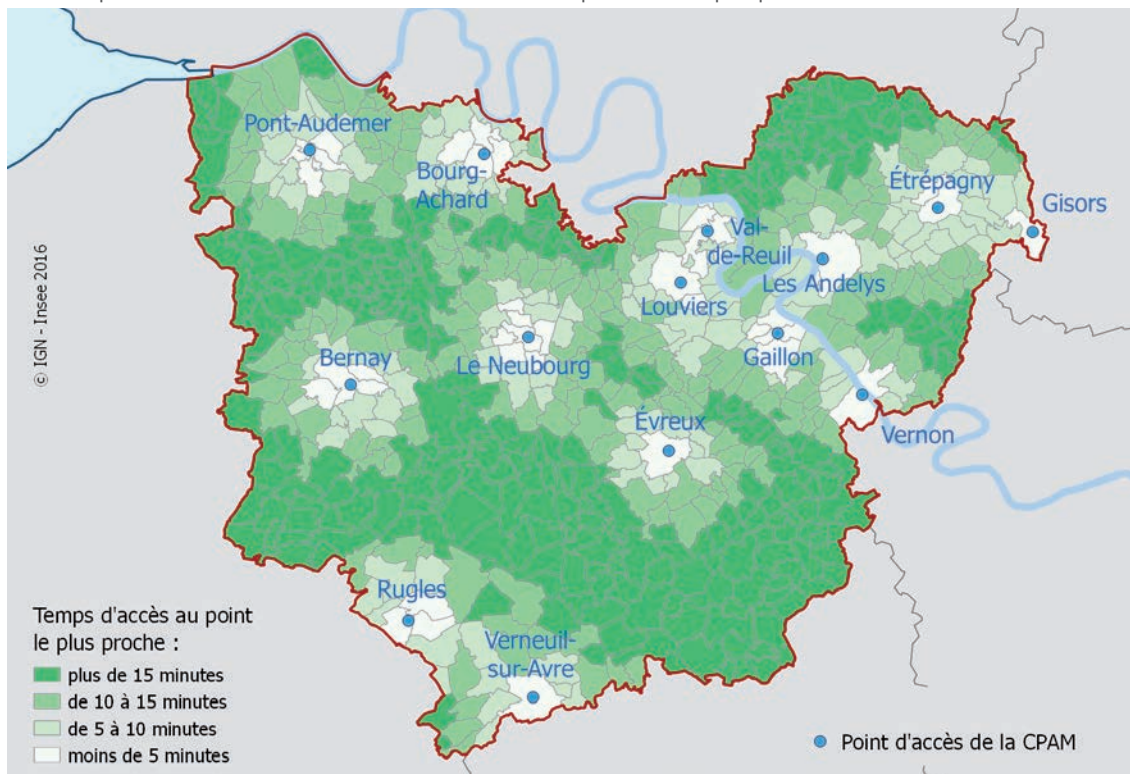 Pont-Audemer
Bourg-
Achard
Étrépagny
Gisors
Val-
de-Reuil
Les Andelys
Louviers
Gaillon
Le Neubourg
Bernay
Évreux
Vernon
Rugles
Verneuil-
sur-Avre
© IGN - Insee 2016
Temps d'accès au point
le plus proche :
plus de 15 minutes
de 10 à 15 minutes
de 5 à 10 minutes
moins de 5 minutes
Point d'accès de la CPAM